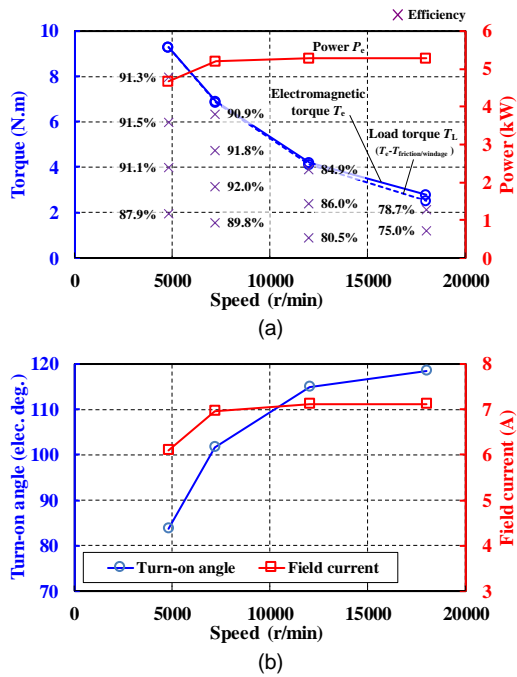 Efficiency
10
8
6
4
2
0
Torque (N.m)
6
5
4
3
2
1
0
Power (kW)
Power Pe
Electromagnetic
torque Te
Load torque TL
(Te-Tfriction/windage)
91.3%
91.5%
91.1%
87.9%
90.9%
91.8%
92.0%
89.8%
84.9%
86.0%
80.5%
78.7%
75.0%
0 5000 10000 15000 20000
Speed (r/min)
(a)
120
110
100
90
80
70
Turn-on angle (elec. deg.)
8
7
6
5
4
3
Field current (A)
Turn-on angle Field current
0 5000 10000 15000 20000
Speed (r/min)
(b)